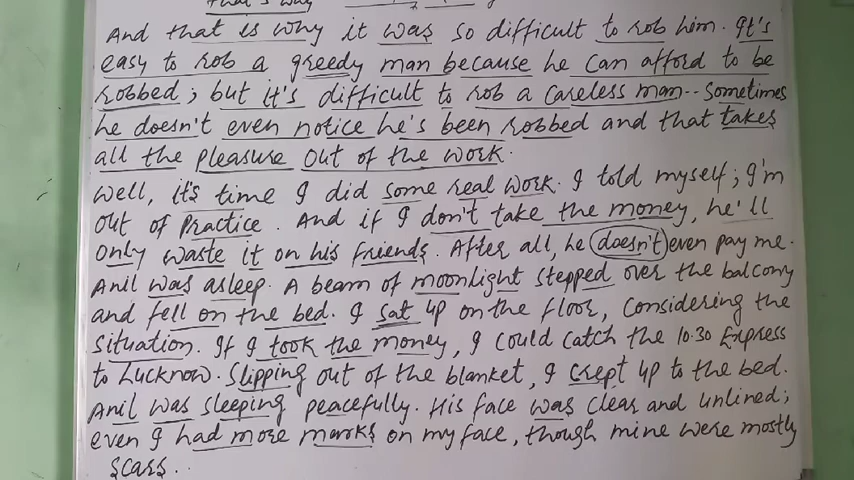 that's why
And that is why it was so difficult to rob him. It's
easy to rob a greedy man because he can afford to be
robbed; but it's difficult to rob a careless man-- sometimes
he doesn't even notice he's been robbed and that takes
all the pleasure out of the work.
Well, it's time I did some real work. I told myself; I'm
out of practice. And if I don't take the money, he'll
only waste it on his friends. After all, he doesn't even pay me.
Anil was asleep. A beam of moonlight stepped over the balcony
and fell on the bed. I sat up on the floor, considering the
situation. If I took the money, I could catch the 10.30 Express
to Lucknow. Slipping out of the blanket, I crept up to the bed.
Anil was sleeping peacefully. His face was clear and unlined;
even I had more marks on my face, though mine were mostly
scars..